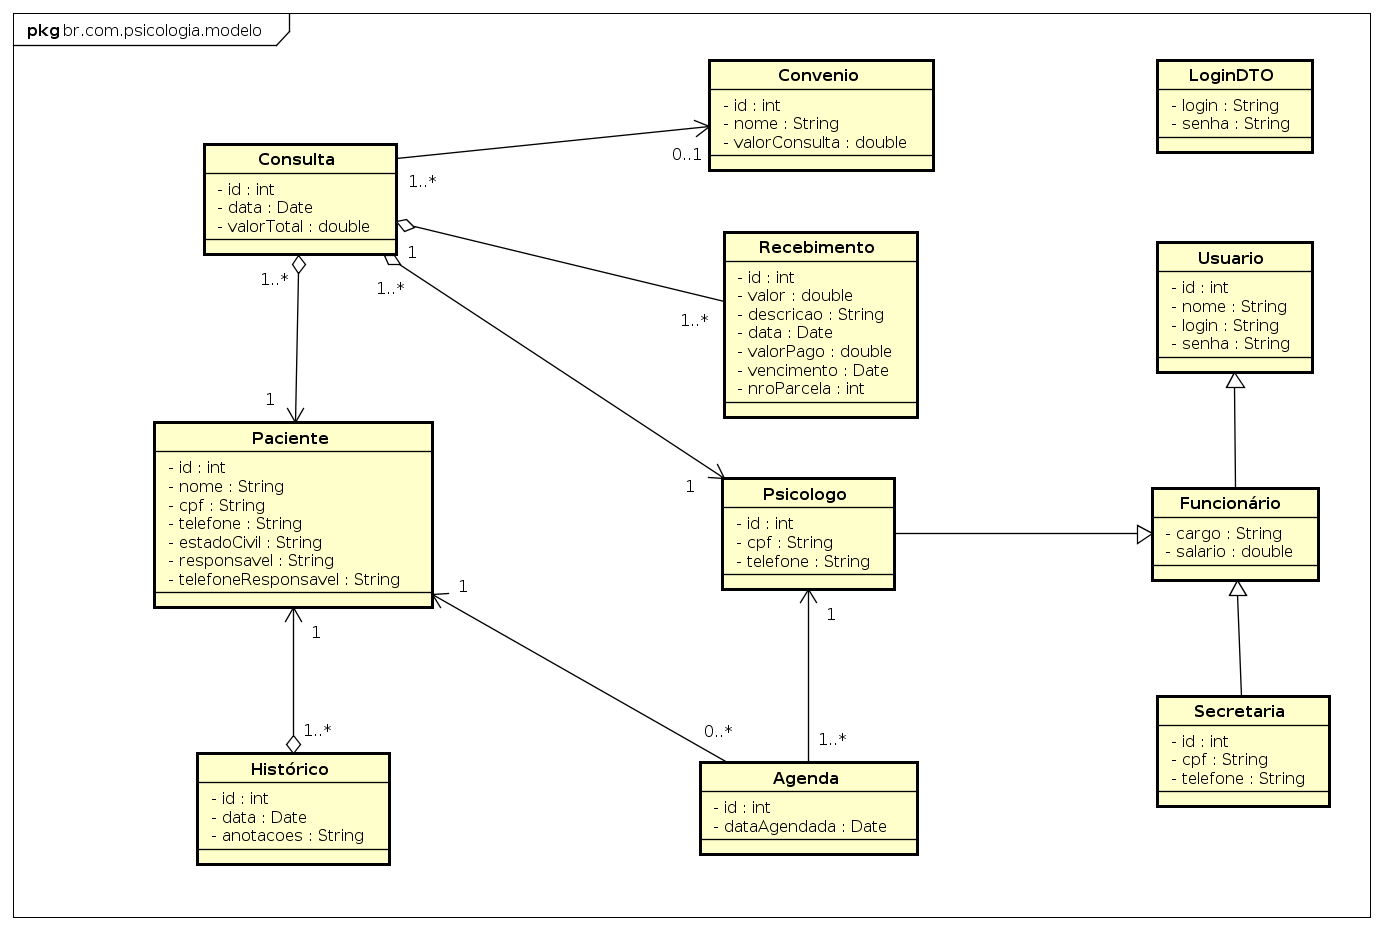 pkg br.com.psicologia.modelo
Convenio
- id : int
- nome : String
- valorConsulta : double
LoginDTO
- login : String
- senha : String
Consulta
- id : int
- data : Date
- valorTotal : double
0..1
1..*
1
1..*
1..*
Recebimento
- id : int
- valor : double
- descricao : String
- data : Date
- valorPago : double
- vencimento : Date
- nroParcela : int
1..*
Usuario
- id : int
- nome : String
- login : String
- senha : String
1
Paciente
- id : int
- nome : String
- cpf : String
- telefone : String
- estadoCivil : String
- responsavel : String
- telefoneResponsavel : String
1
Psicologo
- id : int
- cpf : String
- telefone : String
Funcionário
- cargo : String
- salario : double
1
1
1
1..*
0..*
1..*
Secretaria
- id : int
- cpf : String
- telefone : String
Histórico
- id : int
- data : Date
- anotacoes : String
Agenda
- id : int
- dataAgendada : Date